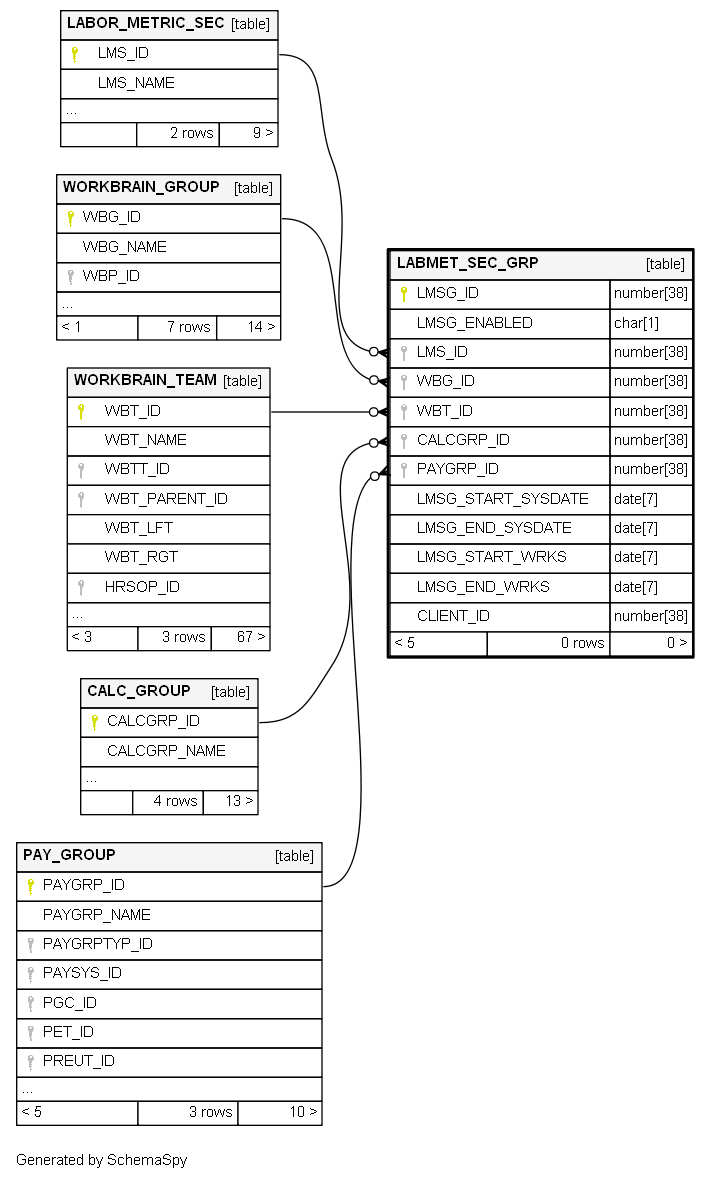 LABOR_METRIC_SEC [table]
LMS_ID
LMS_NAME
...
2 rows 9 >
WORKBRAIN_GROUP [table]
WBG_ID
WBG_NAME
WBP_ID
...
< 1 7 rows 14 >
WORKBRAIN_TEAM [table]
WBT_ID
WBT_NAME
WBTT_ID
WBT_PARENT_ID
WBT_LFT
WBT_RGT
HRSOP_ID
...
< 3 3 rows 67 >
CALC_GROUP [table]
CALCGRP_ID
CALCGRP_NAME
...
4 rows 13 >
PAY_GROUP [table]
PAYGRP_ID
PAYGRP_NAME
PAYGRPTYP_ID
PAYSYS_ID
PGC_ID
PET_ID
PREUT_ID
...
< 5 3 rows 10 >
LABMET_SEC_GRP [table]
LMSG_ID number[38]
LMSG_ENABLED char[1]
LMS_ID number[38]
WBG_ID number[38]
WBT_ID number[38]
CALCGRP_ID number[38]
PAYGRP_ID number[38]
LMSG_START_SYSDATE date[7]
LMSG_END_SYSDATE date[7]
LMSG_START_WRKS date[7]
LMSG_END_WRKS date[7]
CLIENT_ID number[38]
< 5 0 rows 0 >
Generated by SchemaSpy